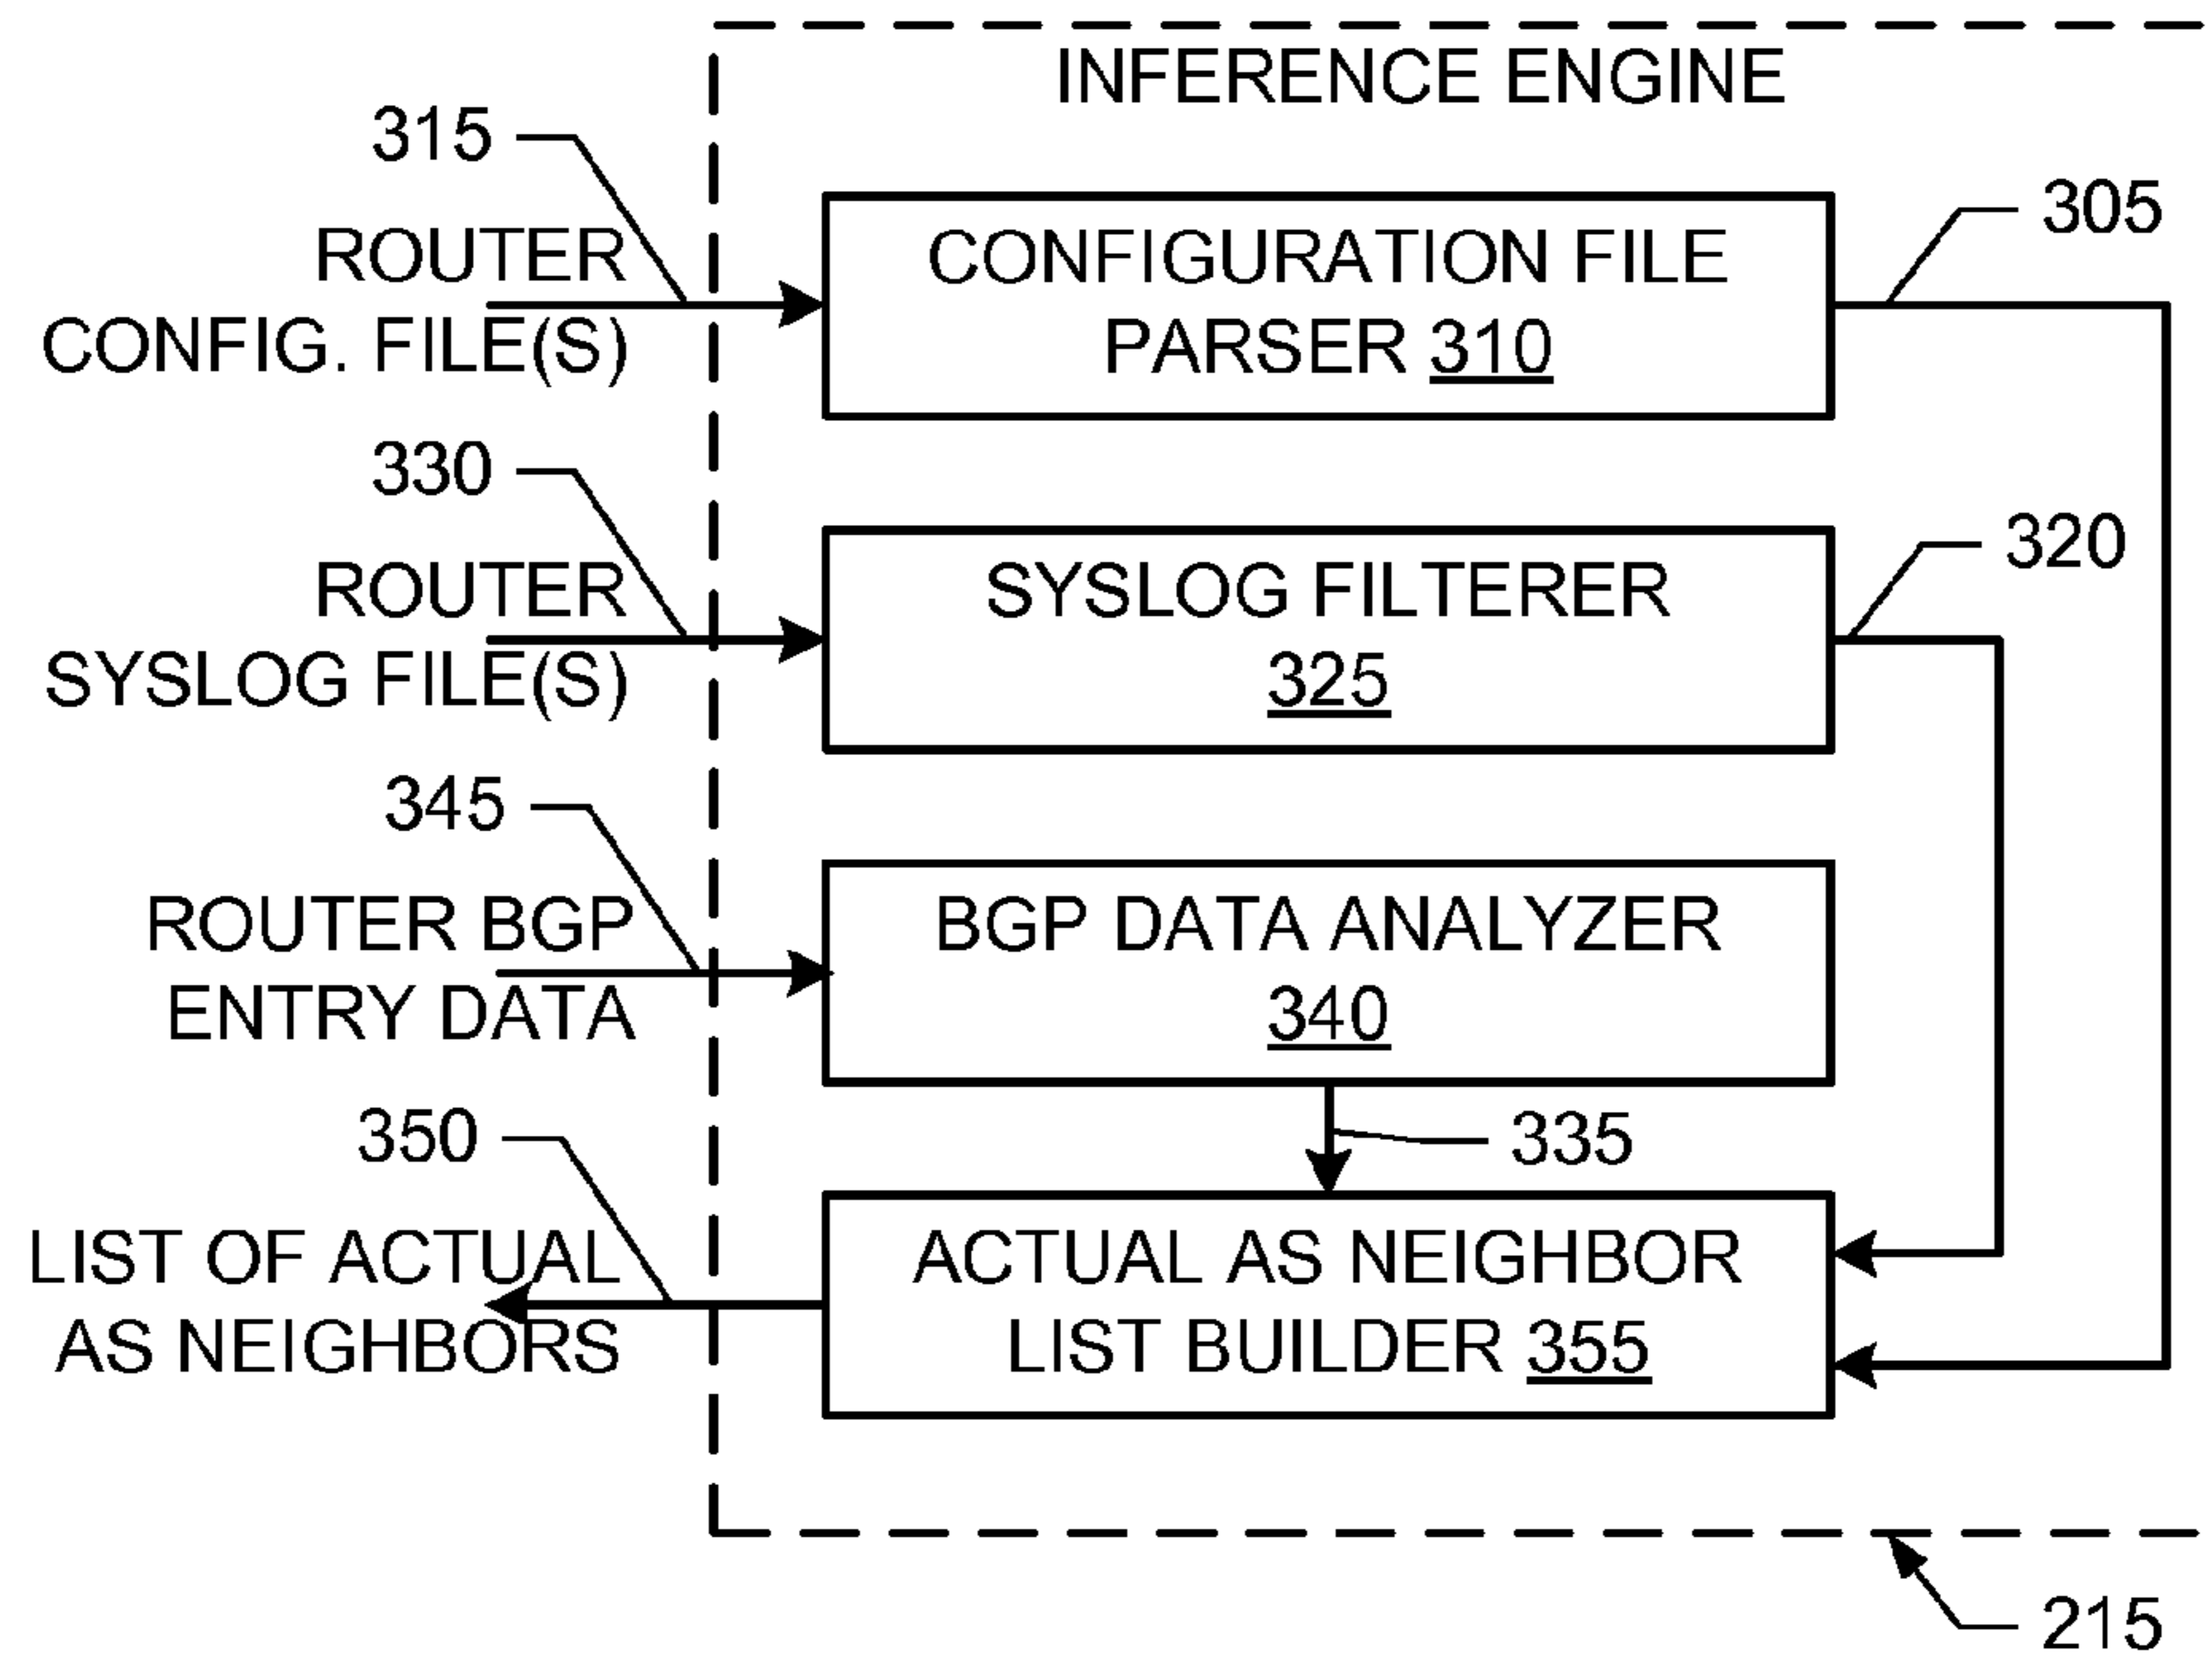 INFERENCE ENGINE
315
ROUTER
CONFIG. FILE(S)
CONFIGURATION FILE
PARSER 310
305
330
ROUTER
SYSLOG FILE(S)
SYSLOG FILTERER
325
320
345
ROUTER BGP
ENTRY DATA
BGP DATA ANALYZER
340
335
350
LIST OF ACTUAL
AS NEIGHBORS
ACTUAL AS NEIGHBOR
LIST BUILDER 355
215